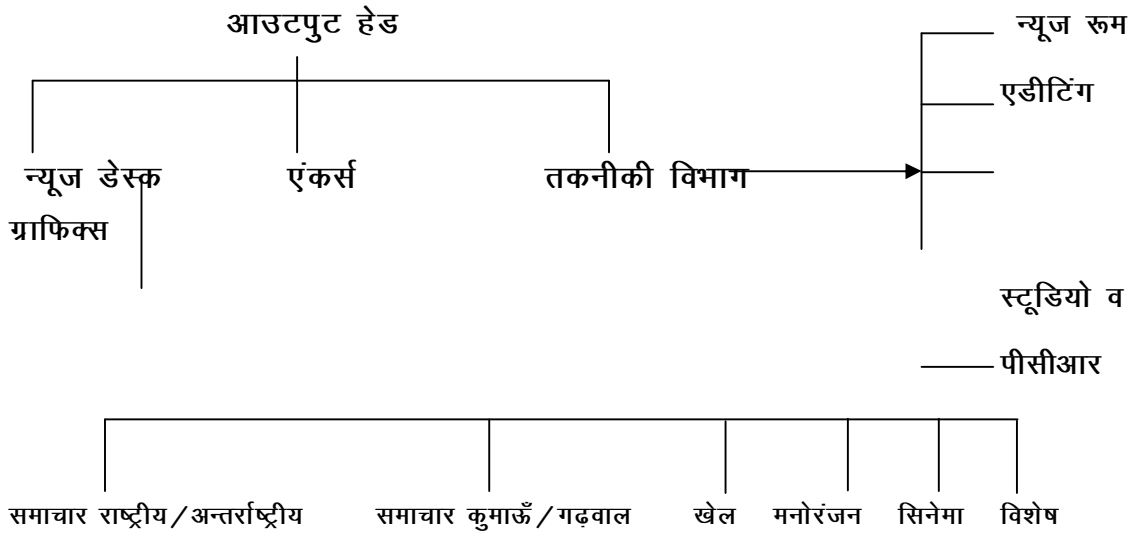 आउटपुट हेड
न्यूज रूम
एडीटिंग
न्यूज डेस्क एंकर्स तकनीकी विभाग
ग्राफिक्स
स्टूडियो व
पीसीआर
समाचार राष्ट्रीय/अन्तर्राष्ट्रीय समाचार कुमाऊँ/गढ़वाल खेल मनोरंजन सिनेमा विशेष